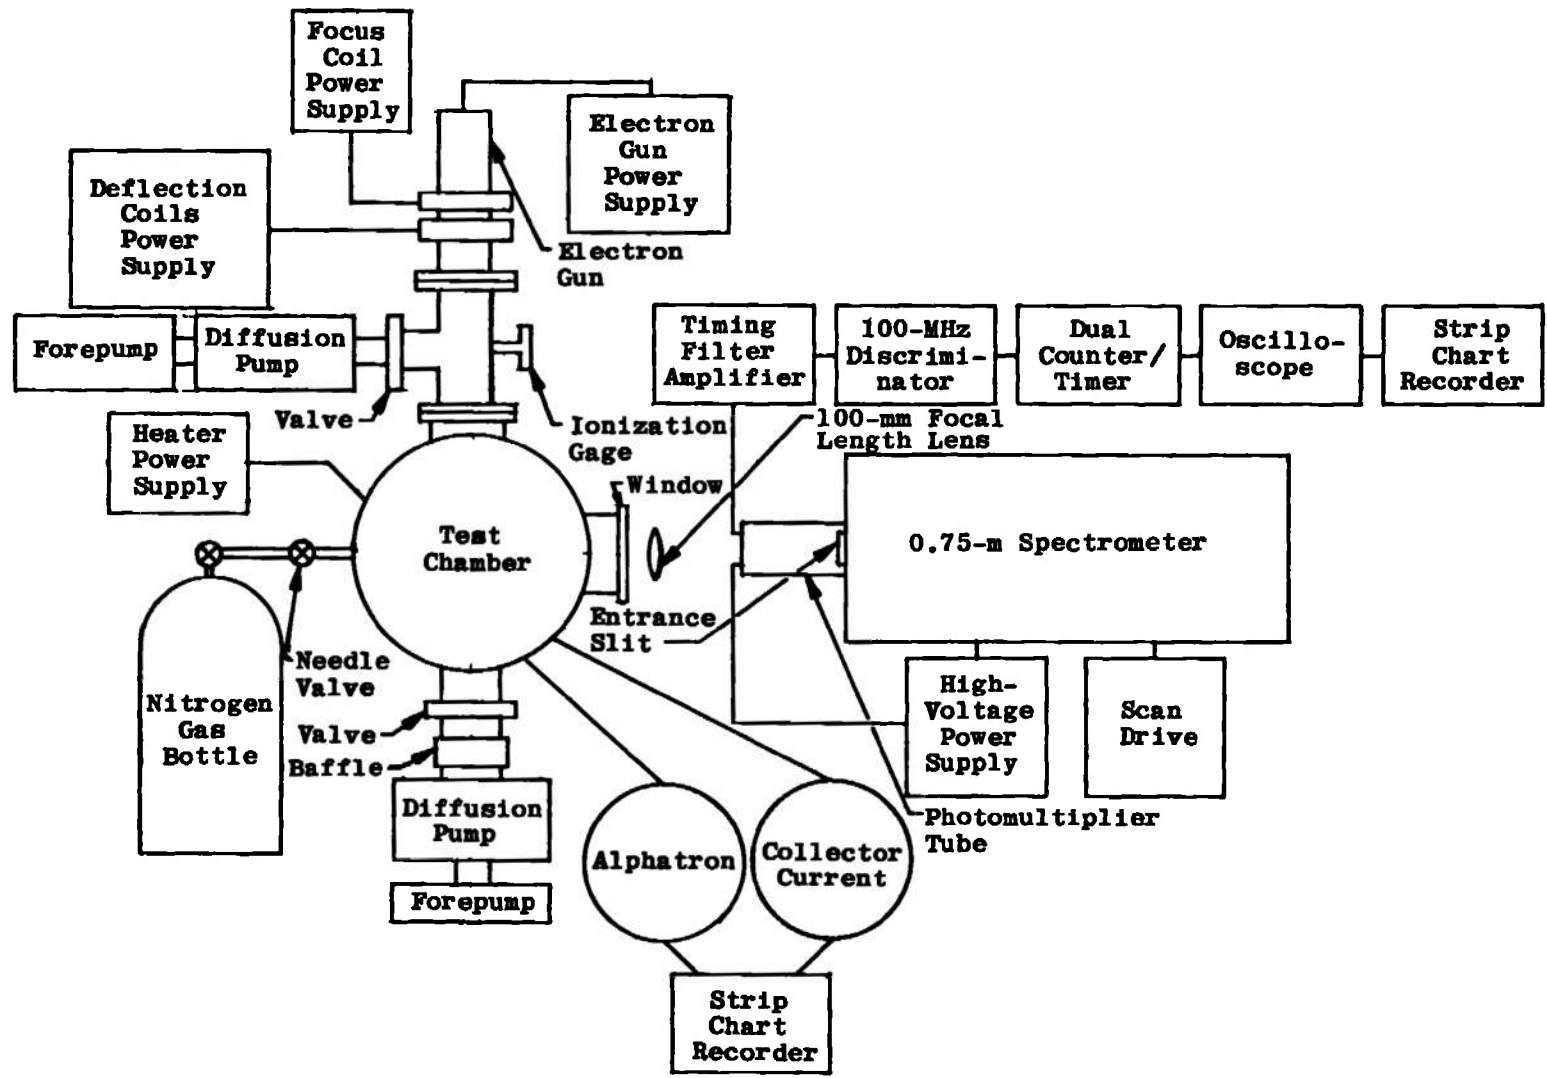 Focus
Coil
Power
Supply
Electron
Gun
Power
Supply
Deflection
Coils
Power
Supply
Electron
Gun
Forepump
Diffusion
Pump
Valve
Ionization
Gage
Timing
Filter
Amplifier
100-MHz
Discrimi-
nator
Dual
Counter/
Timer
Oscillo-
scope
Strip
Chart
Recorder
100-mm Focal
Length Lens
Heater
Power
Supply
Window
Test
Chamber
0.75-m Spectrometer
Entrance
Slit
Needle
Valve
Nitrogen
Gas
Bottle
Valve
Baffle
Diffusion
Pump
Forepump
High-
Voltage
Power
Supply
Scan
Drive
Photomultiplier
Tube
Alphatron
Collector
Current
Strip
Chart
Recorder